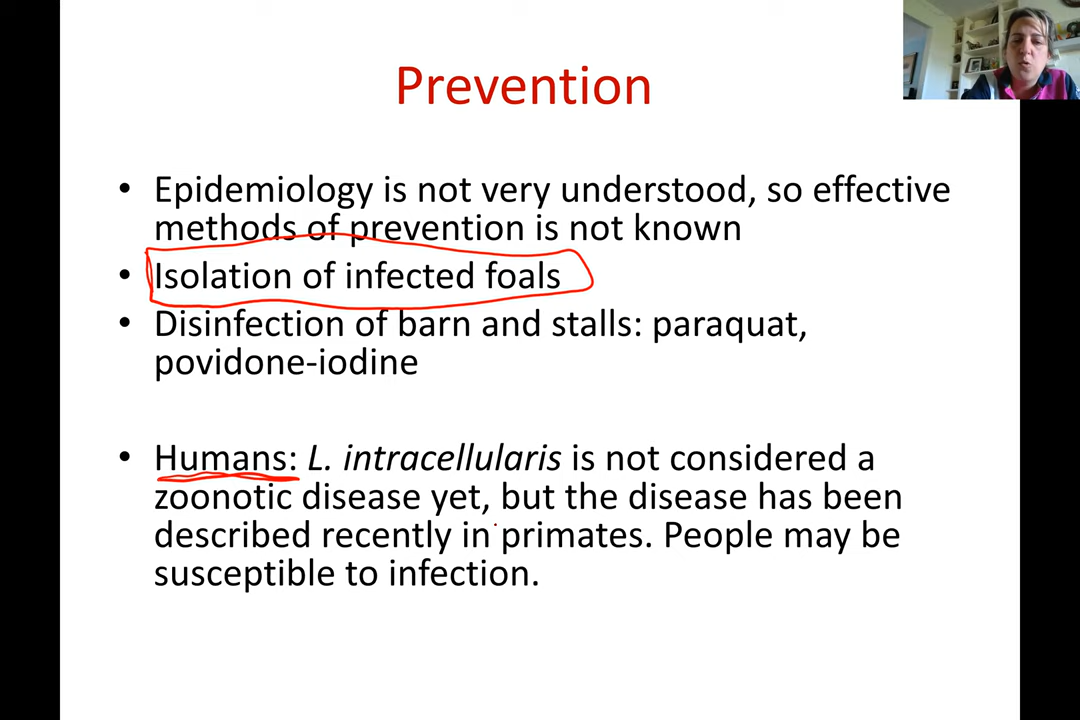 Prevention
• Epidemiology is not very understood, so effective
methods of prevention is not known
• Isolation of infected foals
• Disinfection of barn and stalls: paraquat,
povidone-iodine
• Humans: L. intracellularis is not considered a
zoonotic disease yet, but the disease has been
described recently in primates. People may be
susceptible to infection.